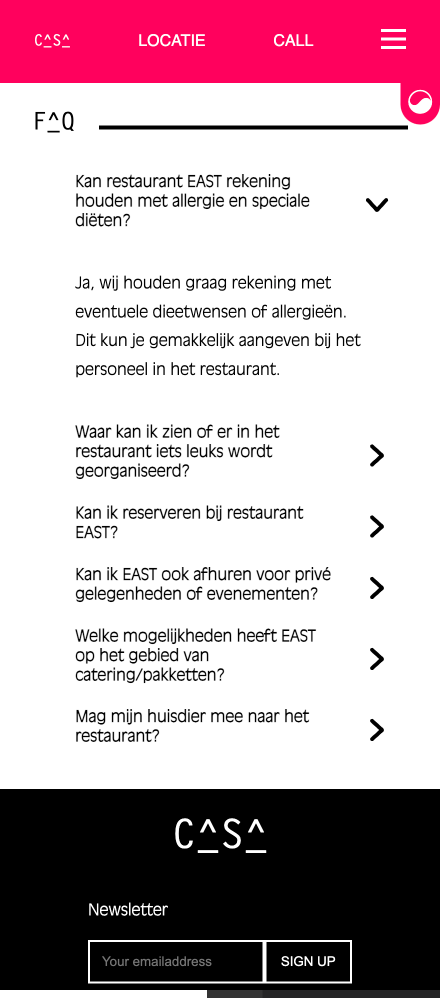 C^S^ LOCATIE CALL
F^Q
Kan restaurant EAST rekening
houden met allergie en speciale
diëten?
Ja, wij houden graag rekening met
eventuele dieetwensen of allergieën.
Dit kun je gemakkelijk aangeven bij het
personeel in het restaurant.
Waar kan ik zien of er in het
restaurant iets leuks wordt
georganiseerd?
Kan ik reserveren bij restaurant
EAST?
Kan ik EAST ook afhuren voor privé
gelegenheden of evenementen?
Welke mogelijkheden heeft EAST
op het gebied van
catering/pakketten?
Mag mijn huisdier mee naar het
restaurant?
C^S^
Newsletter
Your emailaddress SIGN UP